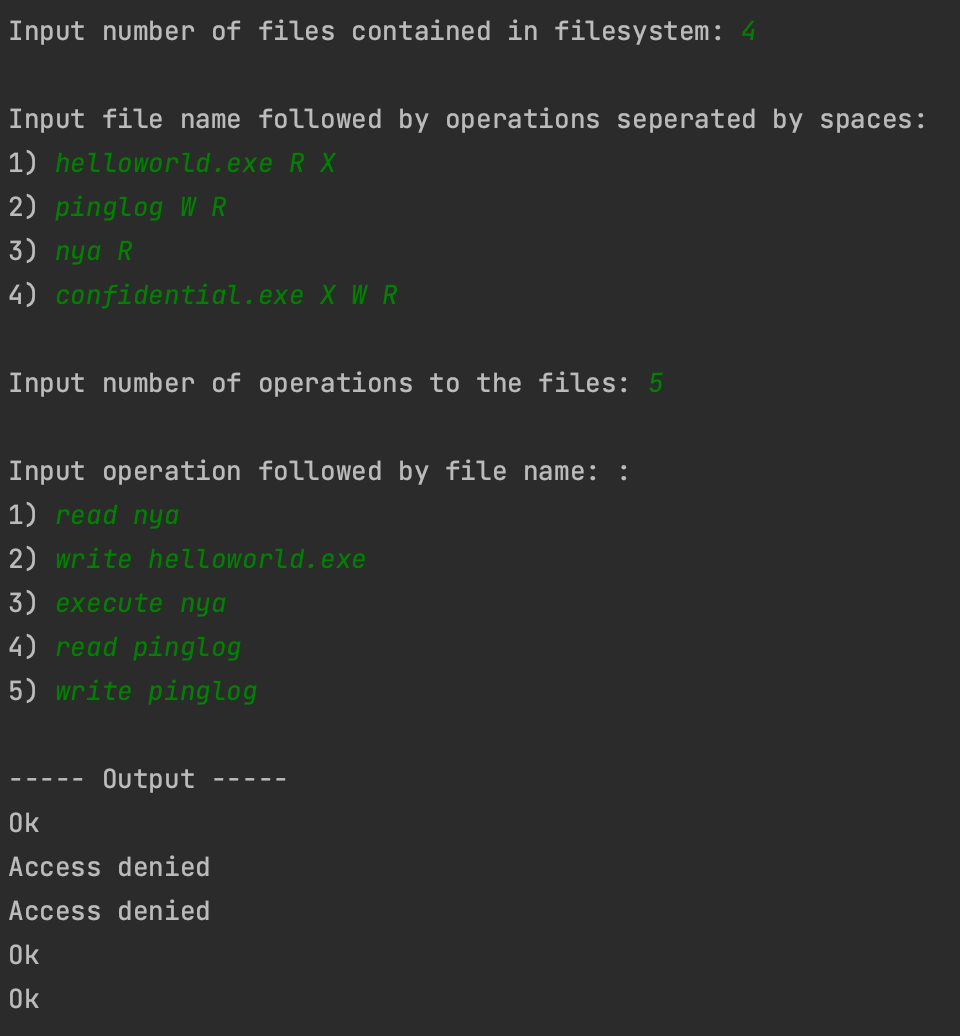 Input number of files contained in filesystem: 4
Input file name followed by operations seperated by spaces:
1) helloworld.exe R X
2) pinglog W R
3) nya R
4) confidential.exe X W R
Input number of operations to the files: 5
Input operation followed by file name: :
1) read nya
2) write helloworld.exe
3) execute nya
4) read pinglog
5) write pinglog
----- Output -----
Ok
Access denied
Access denied
Ok
Ok